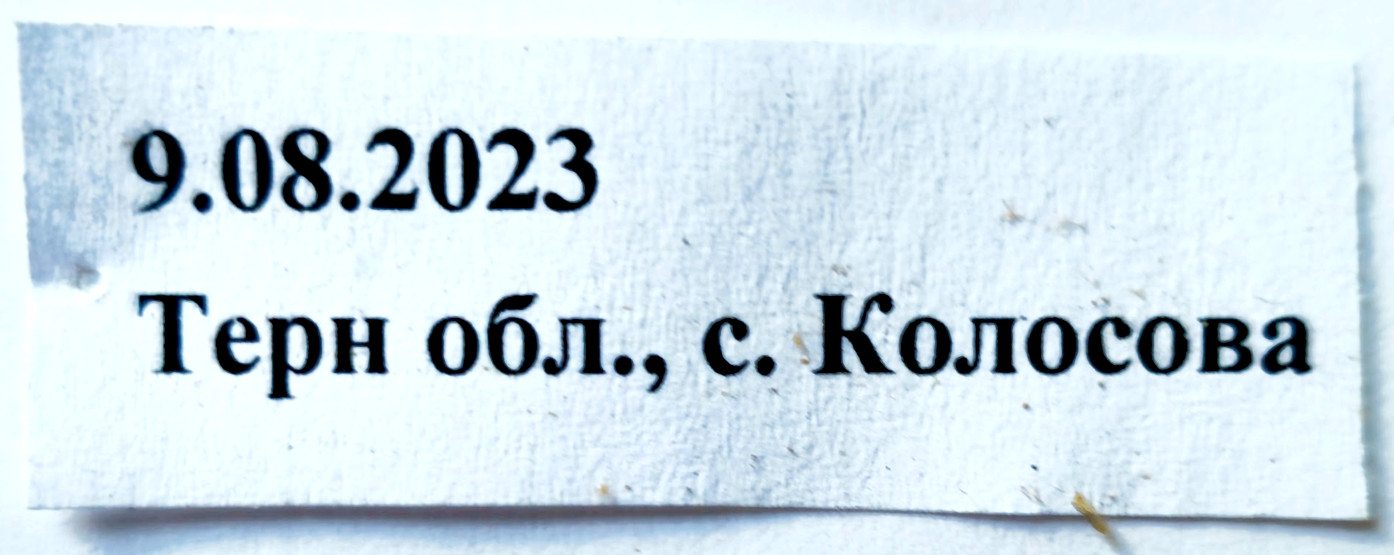 9.08.2023
Терн обл., с. Колосова